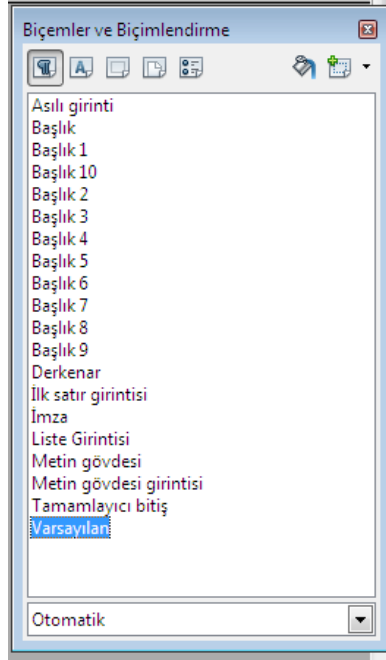 Biçemler ve Biçimlendirme
Asılı girinti
Başlık
Başlık 1
Başlık 10
Başlık 2
Başlık 3
Başlık 4
Başlık 5
Başlık 6
Başlık 7
Başlık 8
Başlık 9
Derkenar
İlk satır girintisi
İmza
Liste Girintisi
Metin gövdesi
Metin gövdesi girintisi
Tamamlayıcı bitiş
Varsayılan
Otomatik